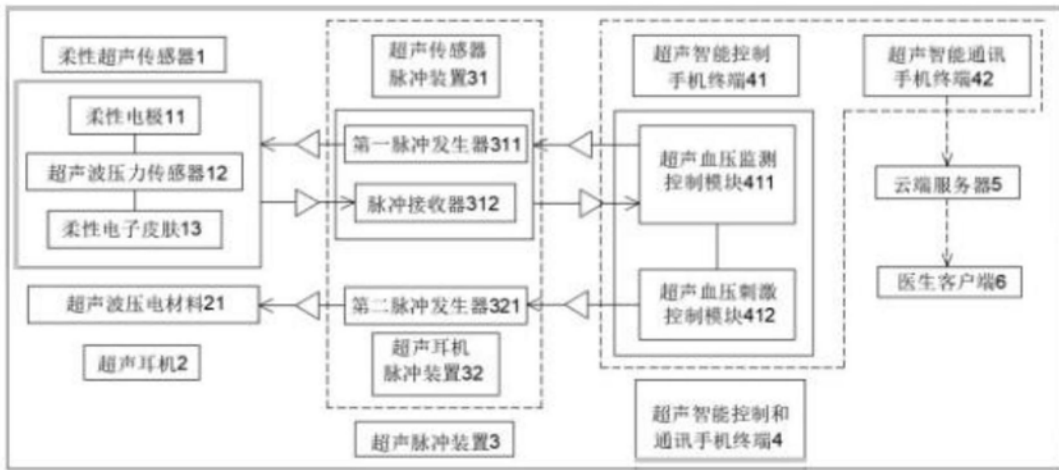 柔性超声传感器1
柔性电极11
超声波压力传感器12
柔性电子皮肤13
超声波压电材料21
超声耳机2
超声传感器
脉冲装置31
第一脉冲发生器311
脉冲接收器312
第二脉冲发生器321
超声耳机
脉冲装置32
超声脉冲装置3
超声智能控制
手机终端41
超声血压监测
控制模块411
超声血压刺激
控制模块412
超声智能控制和
通讯手机终端4
超声智能通讯
手机终端42
云端服务器5
医生客户端6